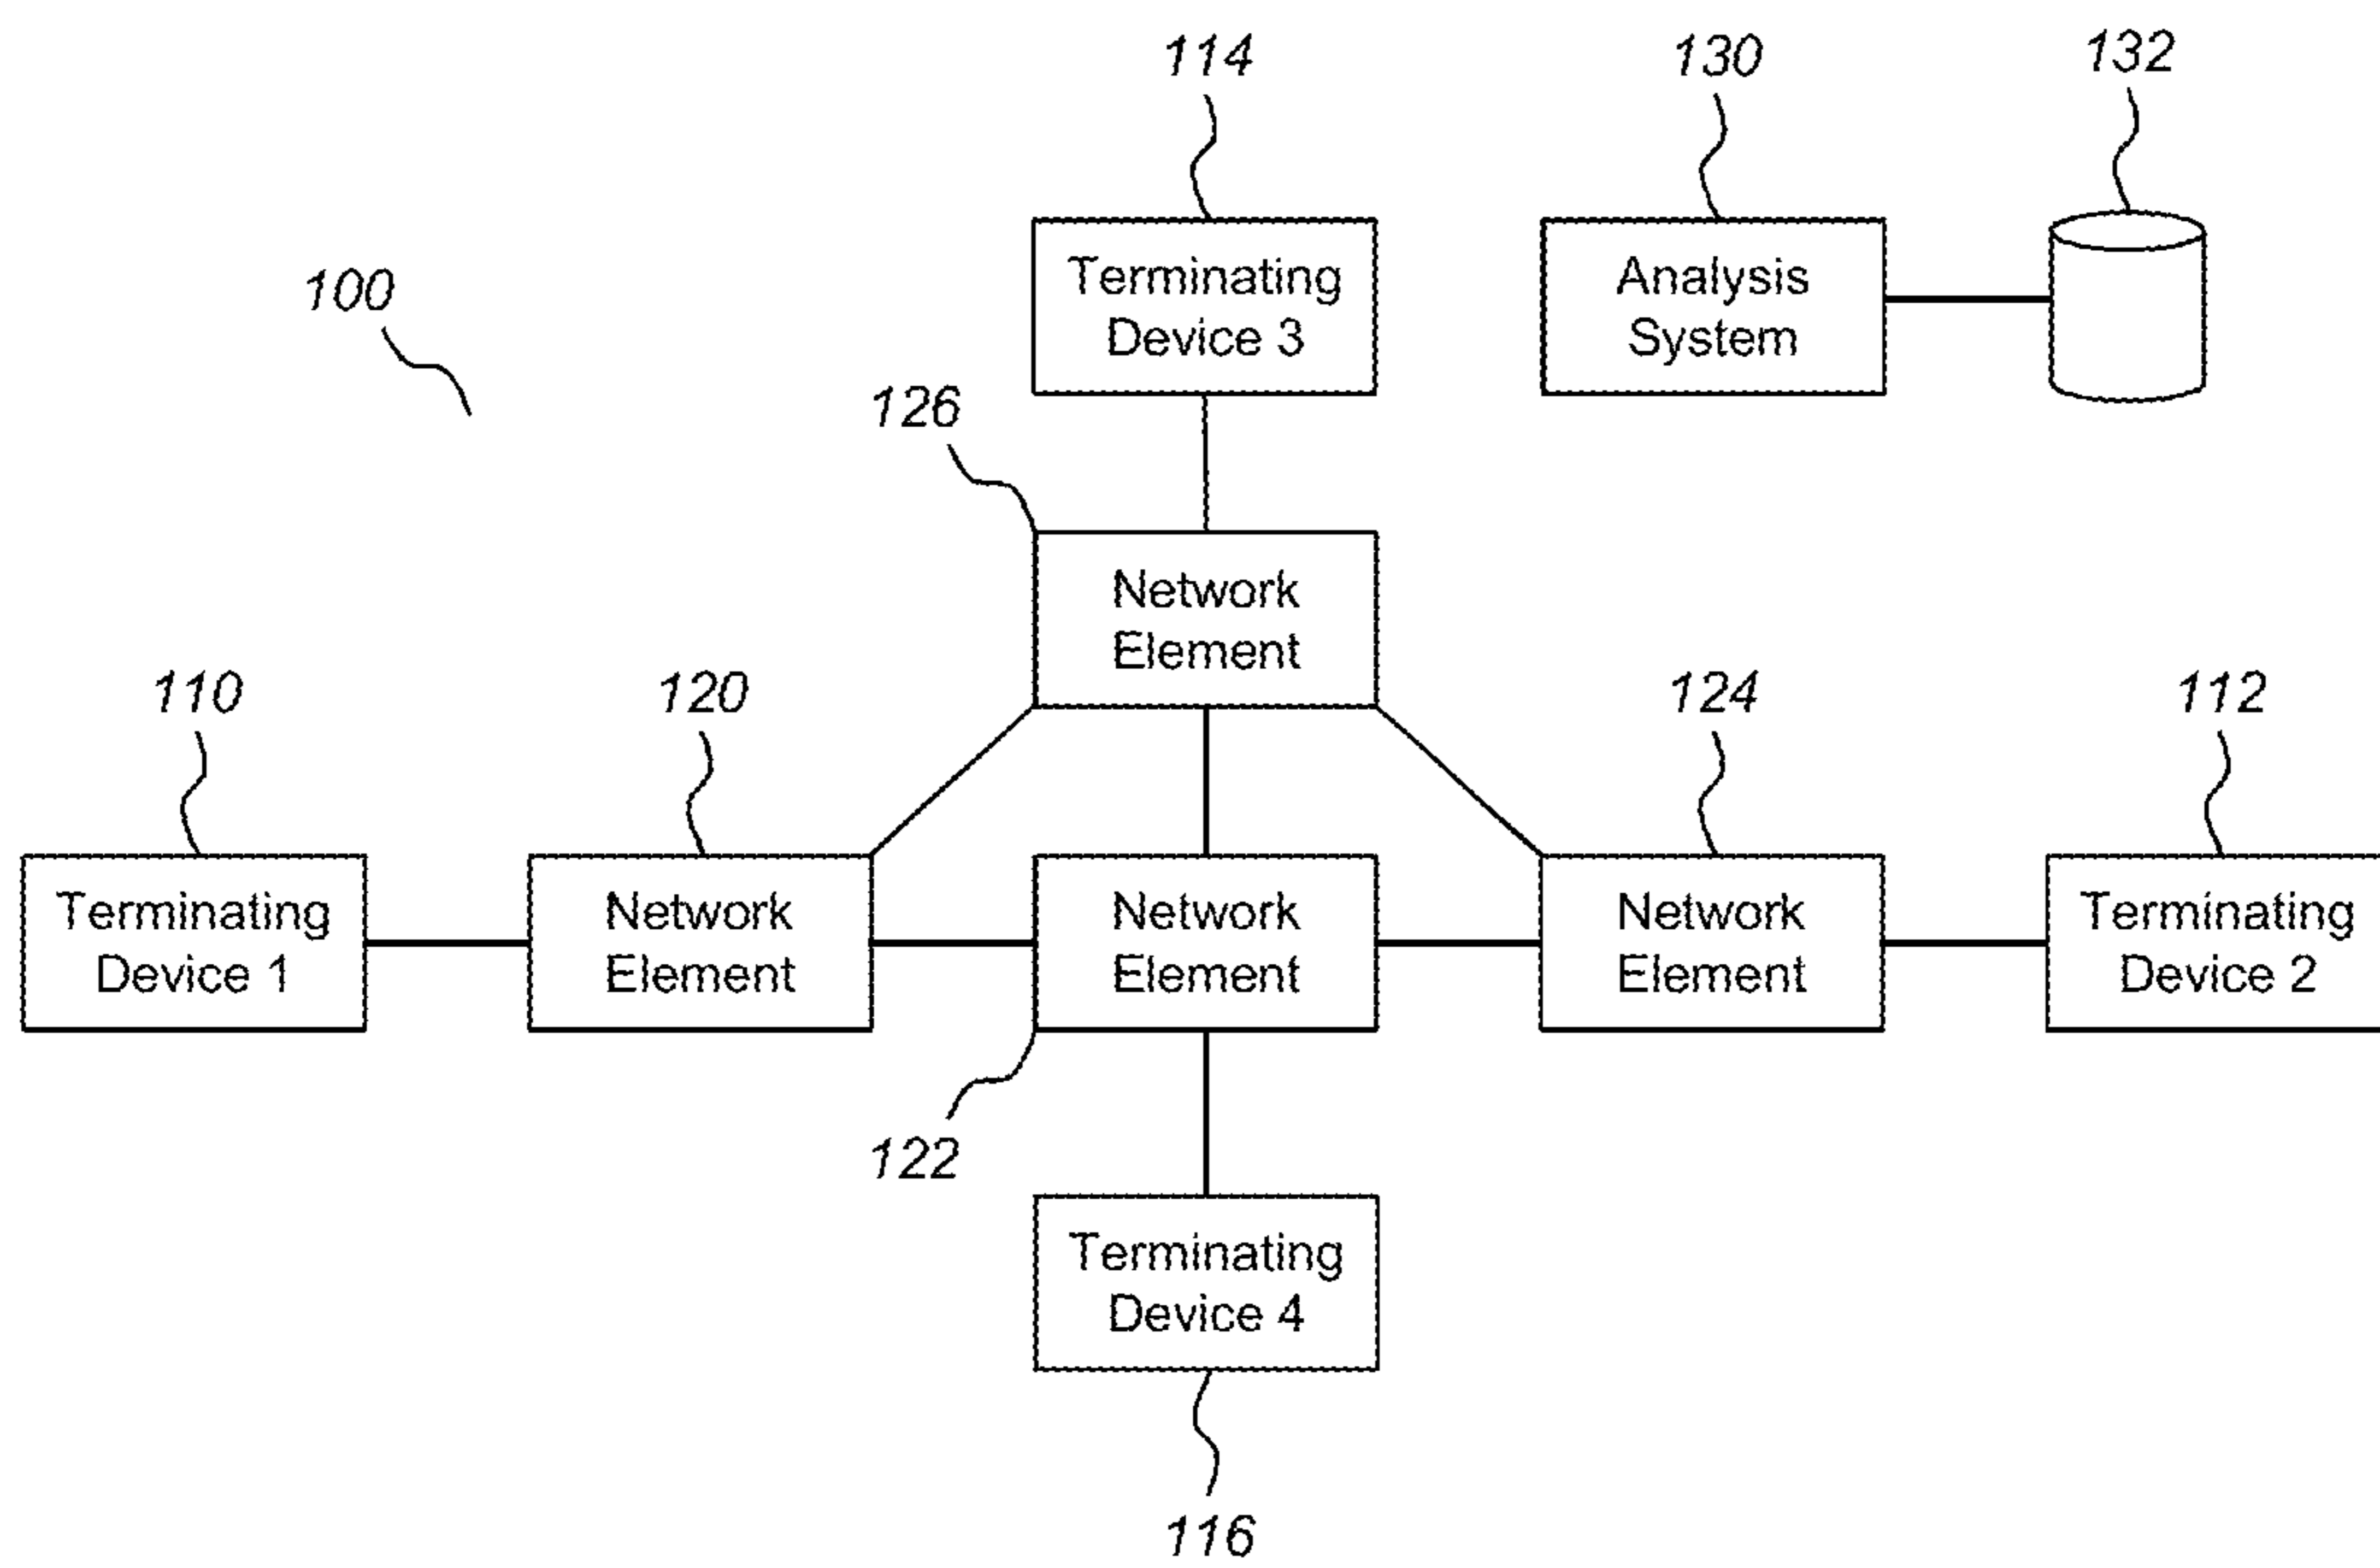 114
130
132
100
Terminating
Device 3
Analysis
System
126
Network
Element
110
120
124
112
Terminating
Device 1
Network
Element
Network
Element
Network
Element
Terminating
Device 2
122
Terminating
Device 4
116